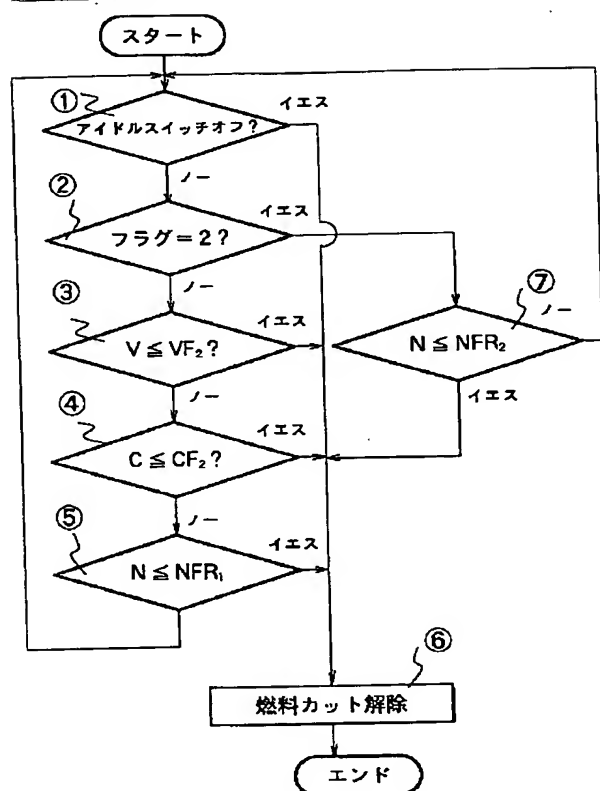 スタート
①
イエス
アイドルスイッチオフ?
ノー
②
イエス
フラグ=2?
ノー
③
イエス
V≦VF₂?
ノー
⑦
ノー
N≦NFR₂
イエス
④
イエス
C≦CF₂?
ノー
⑤
イエス
N≦NFR₁
⑥
燃料カット解除
エンド